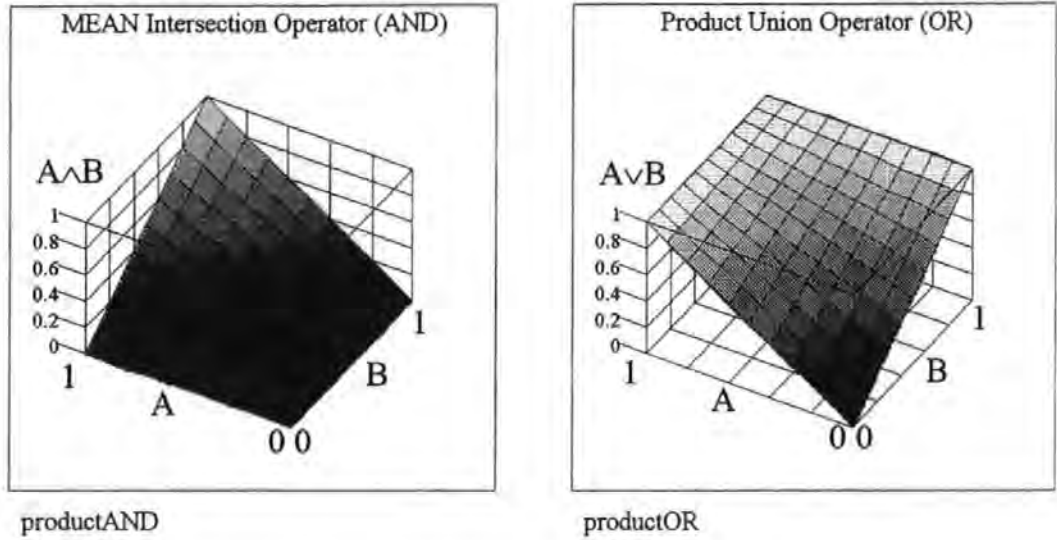 MEAN Intersection Operator (AND)
A∧B
1
0.8
0.6
0.4
0.2
0
1
A
0 0
B
1
productAND
Product Union Operator (OR)
A∨B
1
0.8
0.6
0.4
0.2
0
1
A
0 0
B
1
productOR